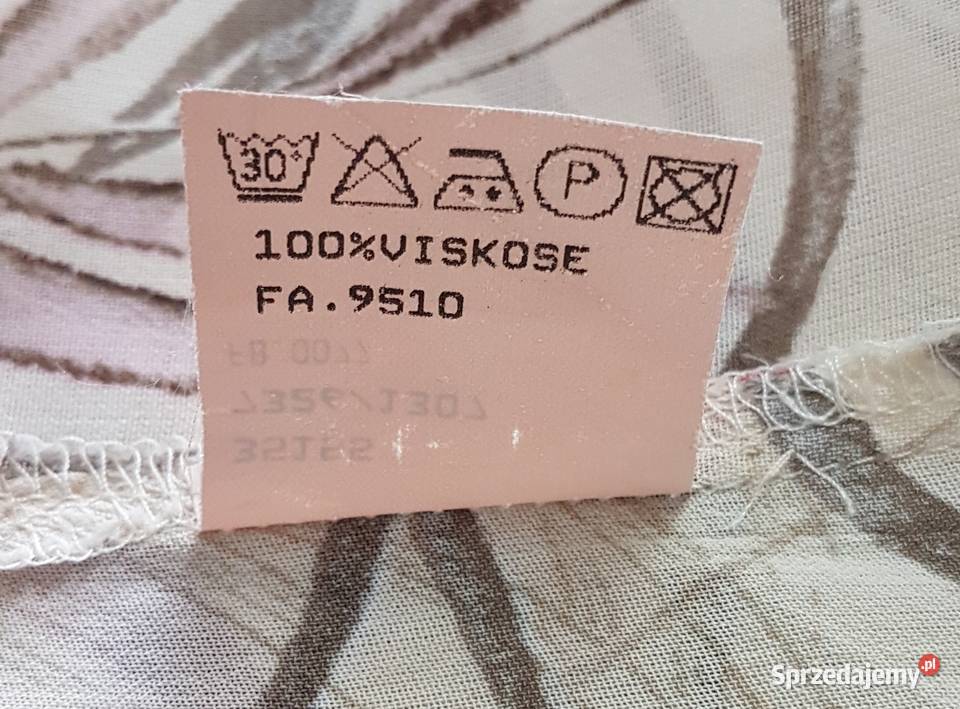 30°
P
100%VISKOSE
FA.9510
Sprzedajemy.pl